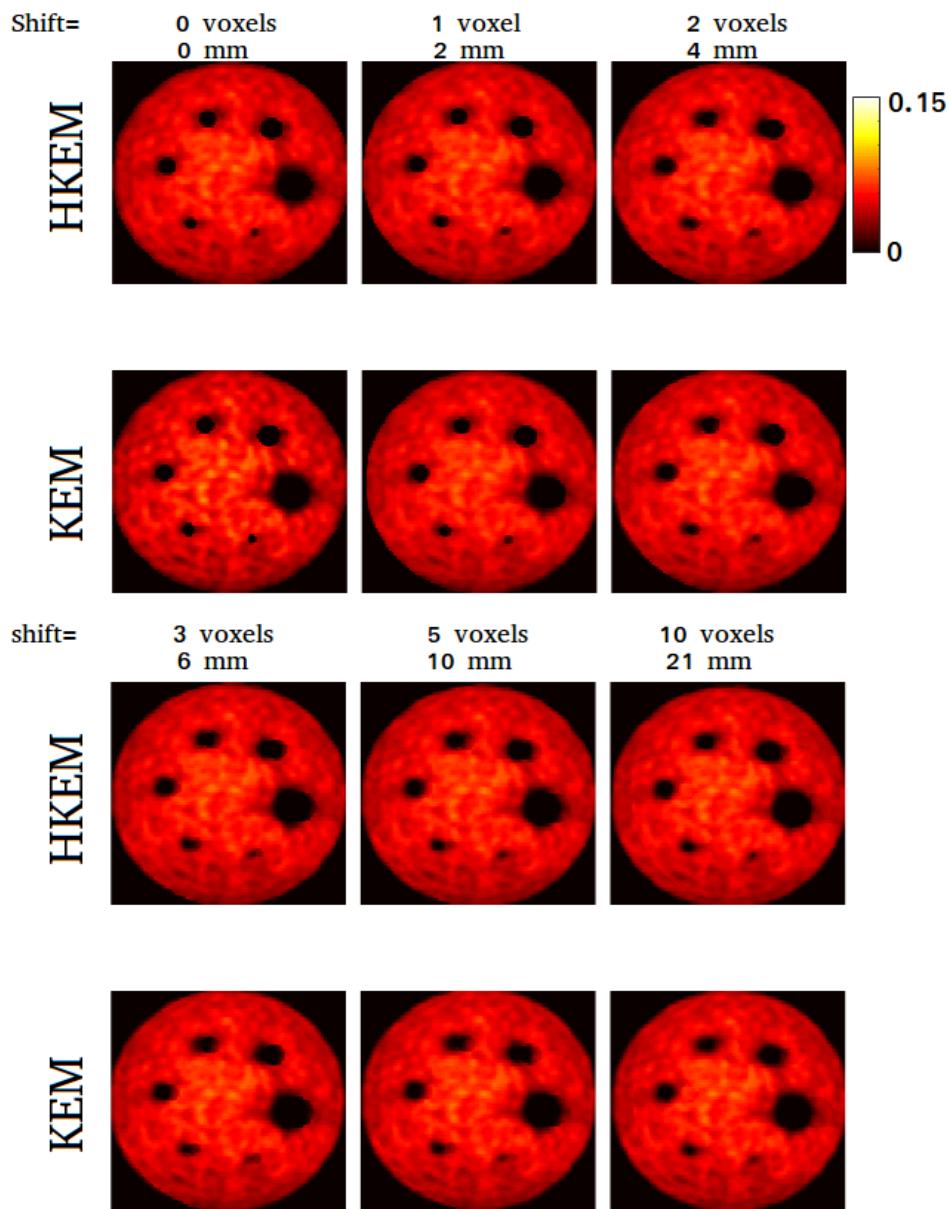 Shift= 0 voxels 1 voxel 2 voxels
0 mm 2 mm 4 mm
HKEM
0.15
0
KEM
shift= 3 voxels 5 voxels 10 voxels
6 mm 10 mm 21 mm
HKEM
KEM